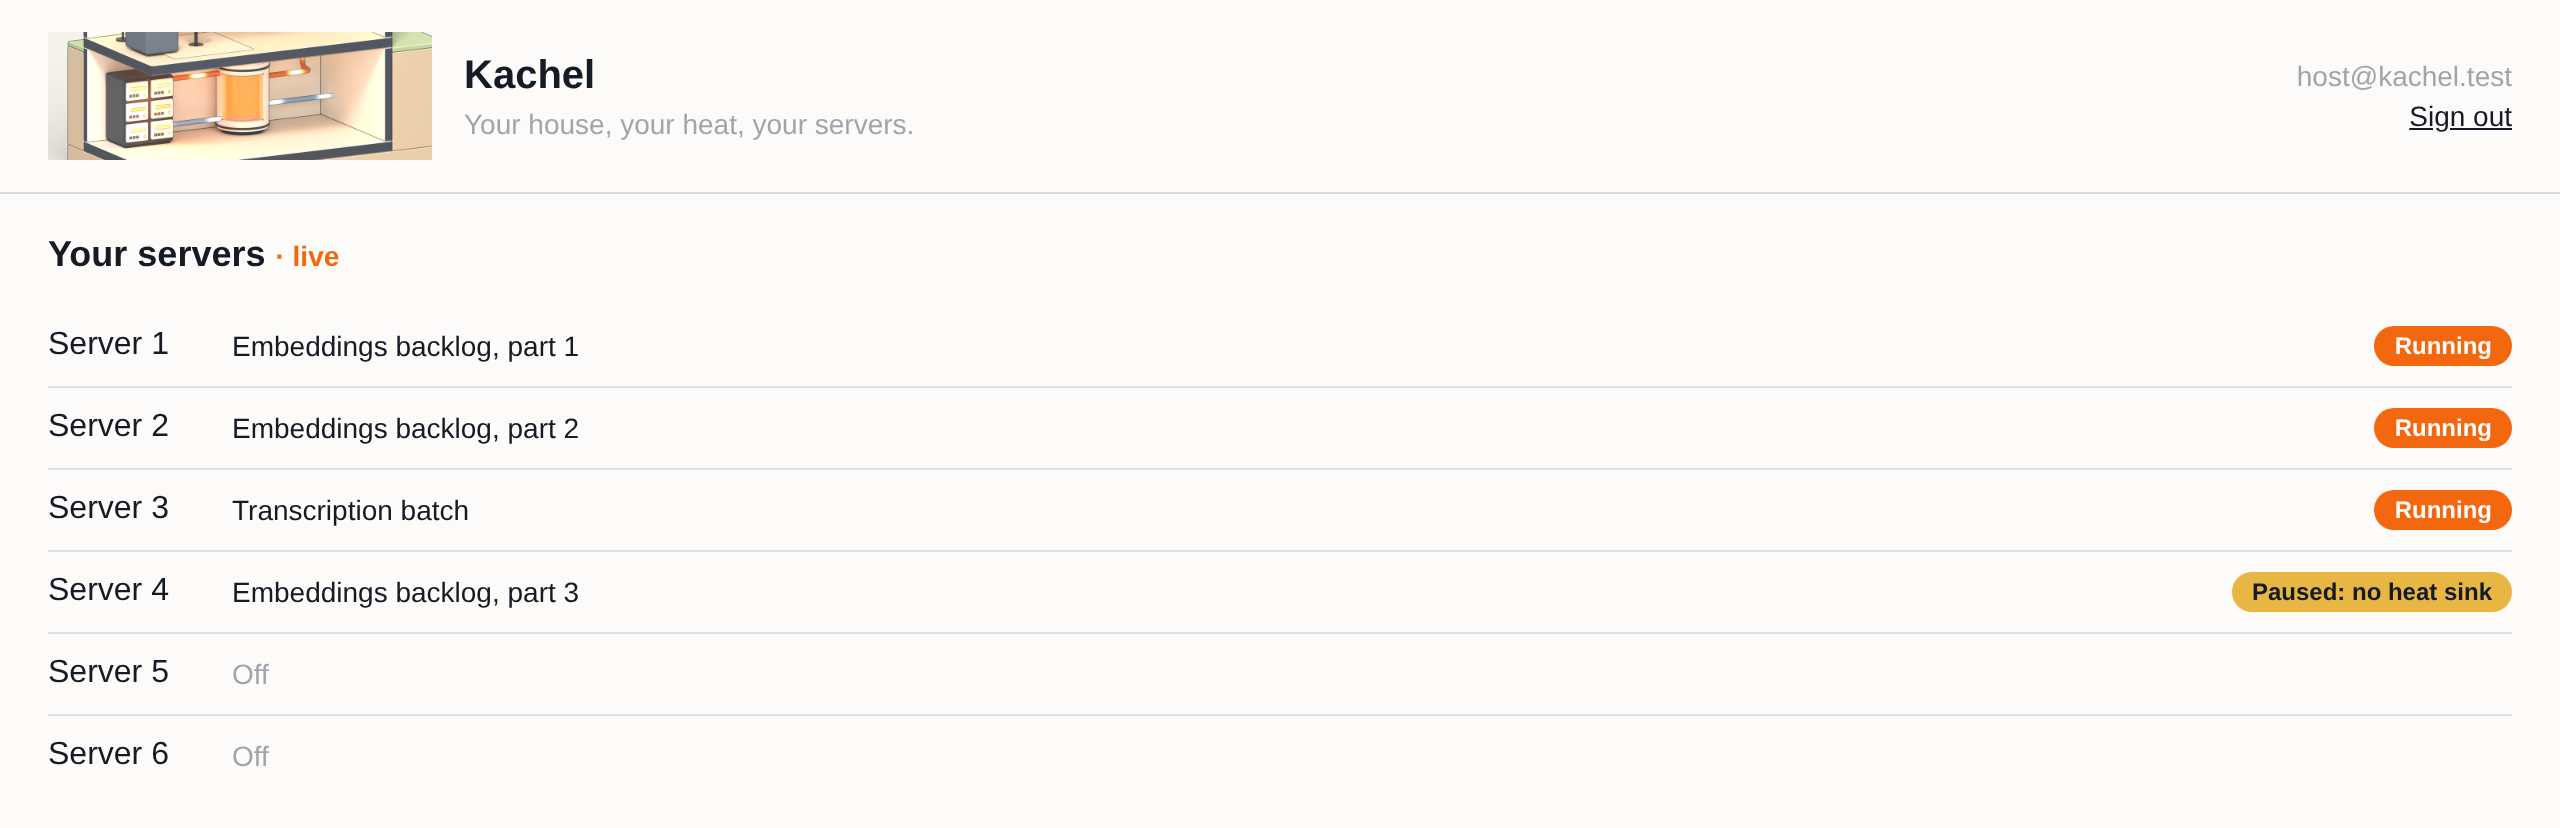 Kachel
Your house, your heat, your servers.
host@kachel.test
Sign out
Your servers · live
Server 1 Embeddings backlog, part 1 Running
Server 2 Embeddings backlog, part 2 Running
Server 3 Transcription batch Running
Server 4 Embeddings backlog, part 3 Paused: no heat sink
Server 5 Off
Server 6 Off